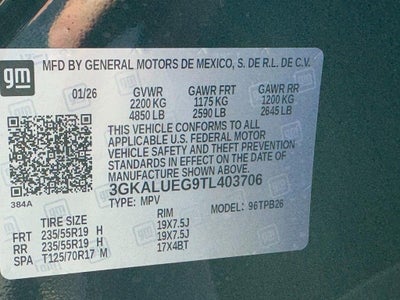 gm
MFD BY GENERAL MOTORS DE MEXICO, S. DE R.L. DE C.V.
01/26 GVWR GAWR FRT GAWR RR
2200 KG 1175 KG 1200 KG
4850 LB 2590 LB 2645 LB
THIS VEHICLE CONFORMS TO ALL
APPLICABLE U.S. FEDERAL MOTOR
VEHICLE SAFETY AND THEFT PREVENTION
STANDARDS IN EFFECT ON THE DATE OF
MANUFACTURE SHOWN ABOVE.
384A
3GKALUEG9TL403706
TYPE: MPV MODEL: 96TPB26
TIRE SIZE RIM
FRT 235/55R19 H 19X7.5J
RR 235/55R19 H 19X7.5J
SPA T125/70R17 M 17X4BT